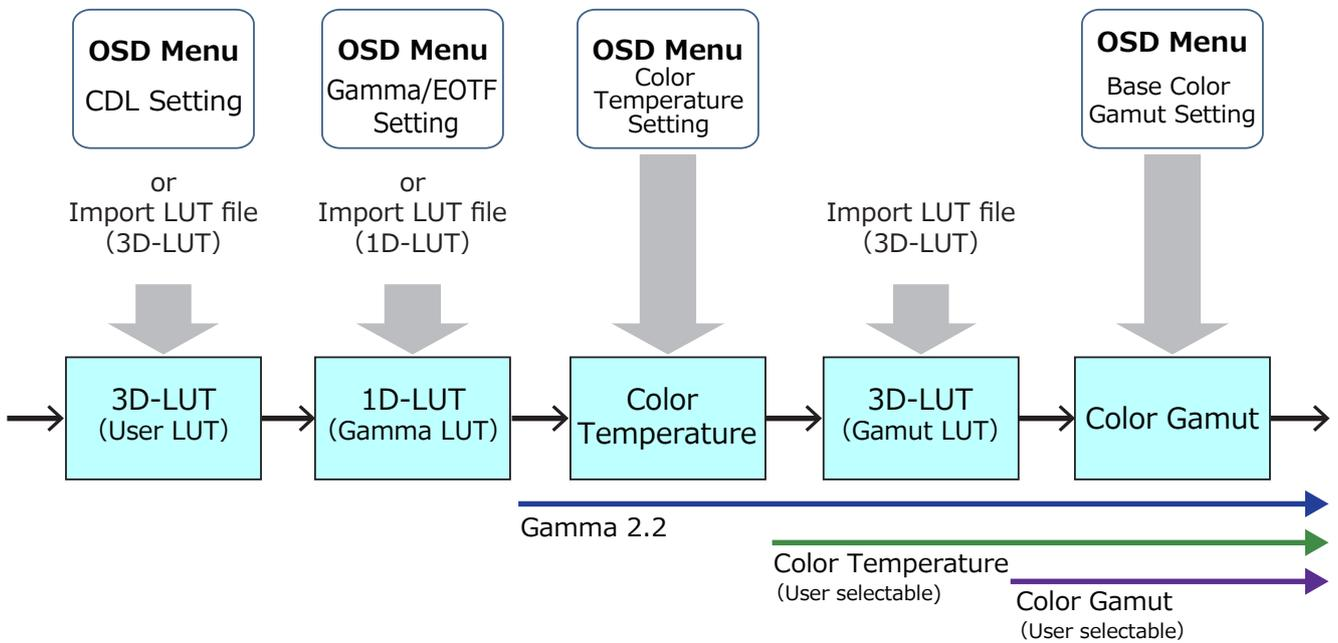 OSD Menu
CDL Setting
or
Import LUT file
(3D-LUT)
OSD Menu
Gamma/EOTF
Setting
or
Import LUT file
(1D-LUT)
OSD Menu
Color
Temperature
Setting
Import LUT file
(3D-LUT)
OSD Menu
Base Color
Gamut Setting
3D-LUT
(User LUT)
1D-LUT
(Gamma LUT)
Color
Temperature
3D-LUT
(Gamut LUT)
Color Gamut
Gamma 2.2
Color Temperature
(User selectable)
Color Gamut
(User selectable)